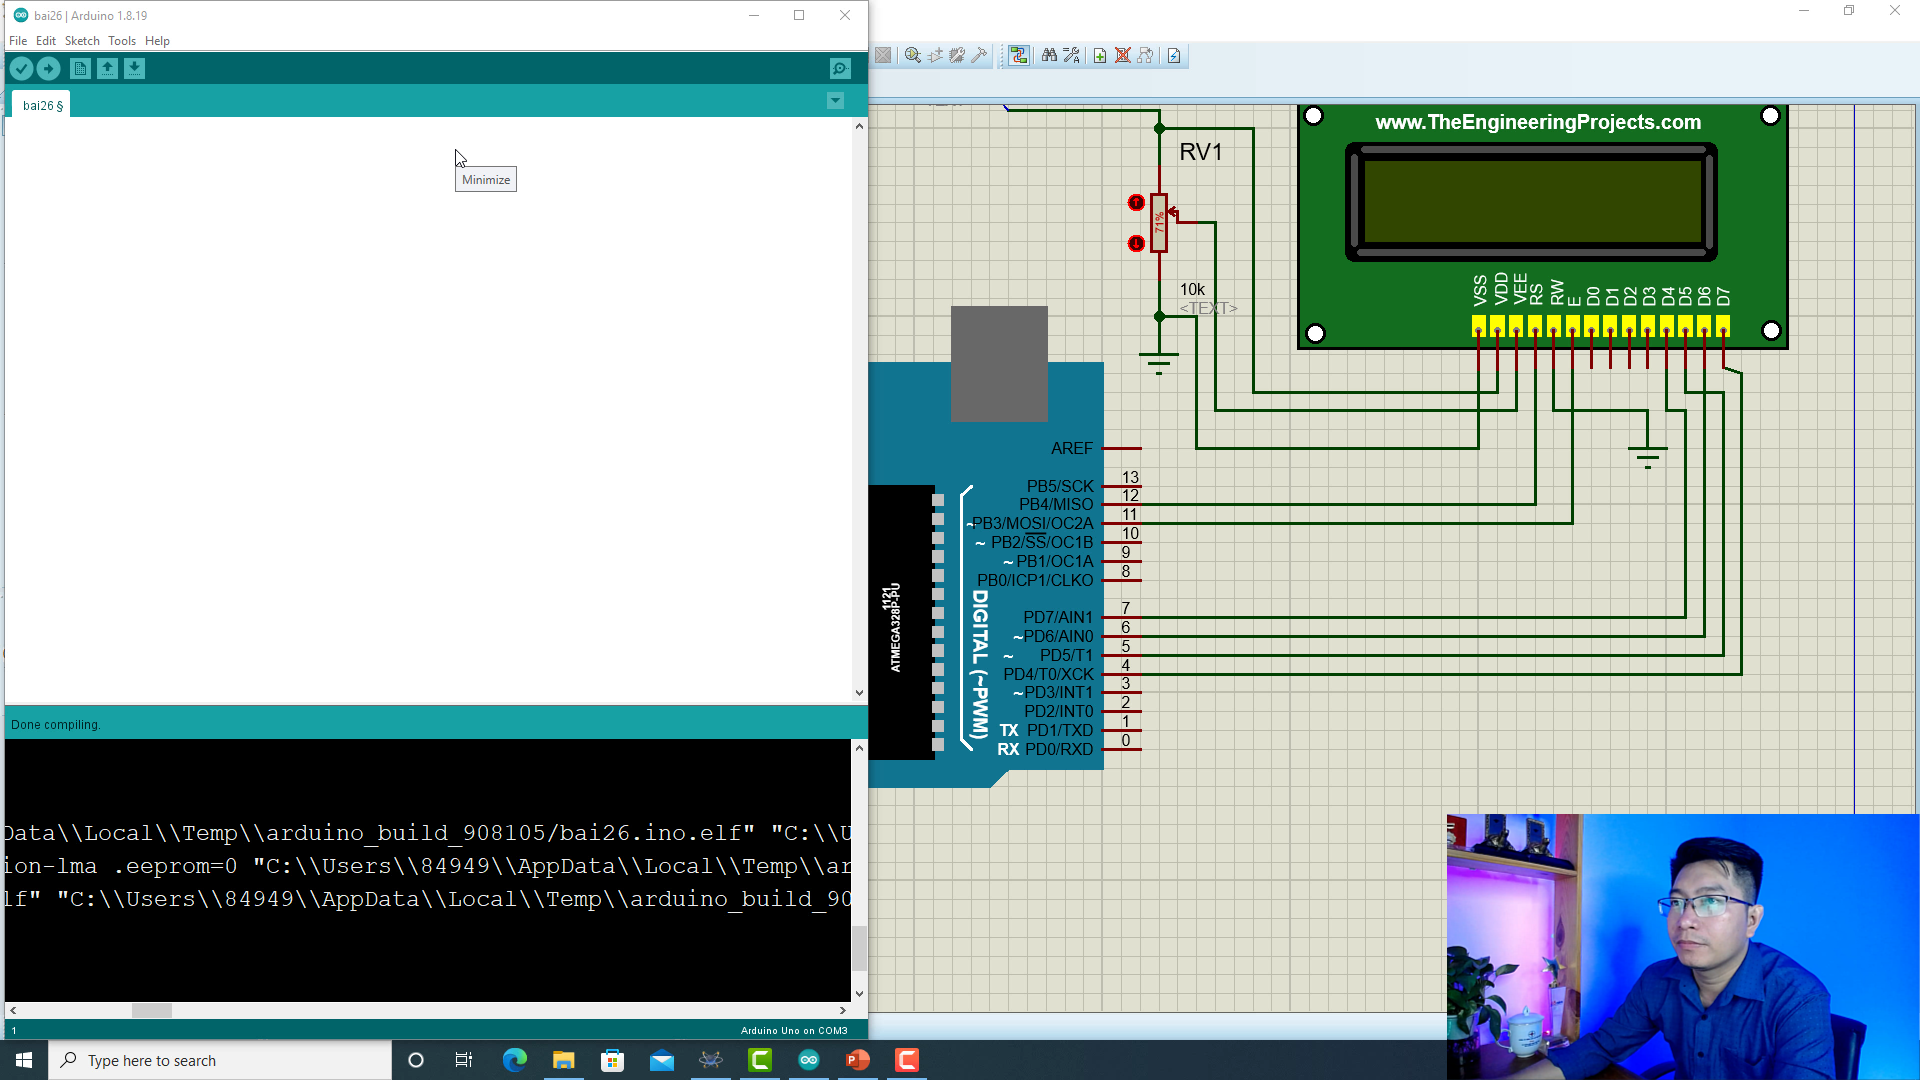 bai26 | Arduino 1.8.19
File Edit Sketch Tools Help
bai26 §
Minimize
Done compiling.
Data\\Local\\Temp\\arduino_build_908105/bai26.ino.elf" "C:\\U
ion-lma .eeprom=0 "C:\\Users\\84949\\AppData\\Local\\Temp\\ar
lf" "C:\\Users\\84949\\AppData\\Local\\Temp\\arduino_build_90
1
Arduino Uno on COM3
Type here to search
RV1
71%
10k
<TEXT>
www.TheEngineeringProjects.com
VSS
VDD
VEE
RS
RW
E
D0
D1
D2
D3
D4
D5
D6
D7
AREF
PB5/SCK 13
PB4/MISO 12
~PB3/MOSI/OC2A 11
~ PB2/SS/OC1B 10
~ PB1/OC1A 9
PB0/ICP1/CLKO 8
PD7/AIN1 7
~PD6/AIN0 6
~ PD5/T1 5
PD4/T0/XCK 4
~PD3/INT1 3
PD2/INT0 2
TX PD1/TXD 1
RX PD0/RXD 0
DIGITAL (~PWM)
1121
ATMEGA328P-PU